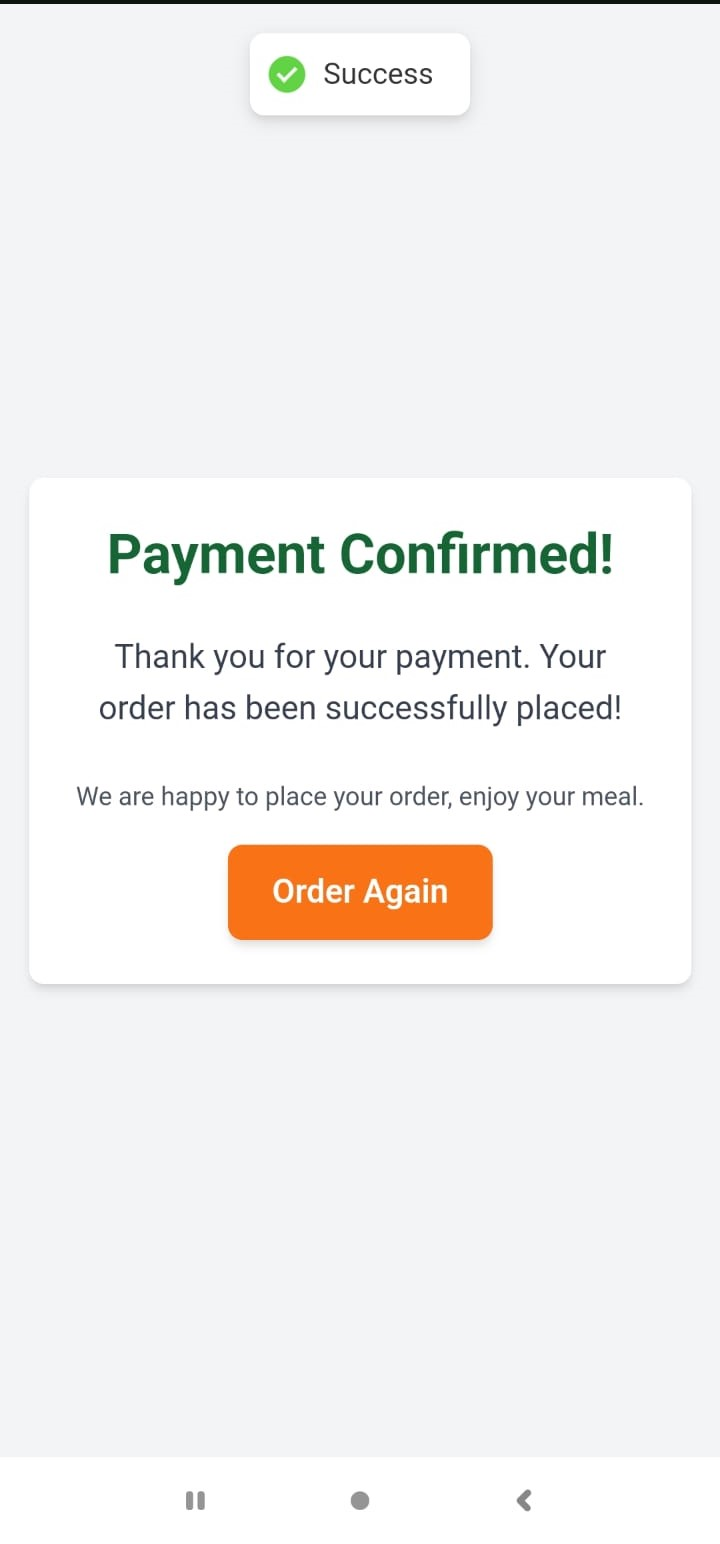 Success
Payment Confirmed!
Thank you for your payment. Your
order has been successfully placed!
We are happy to place your order, enjoy your meal.
Order Again